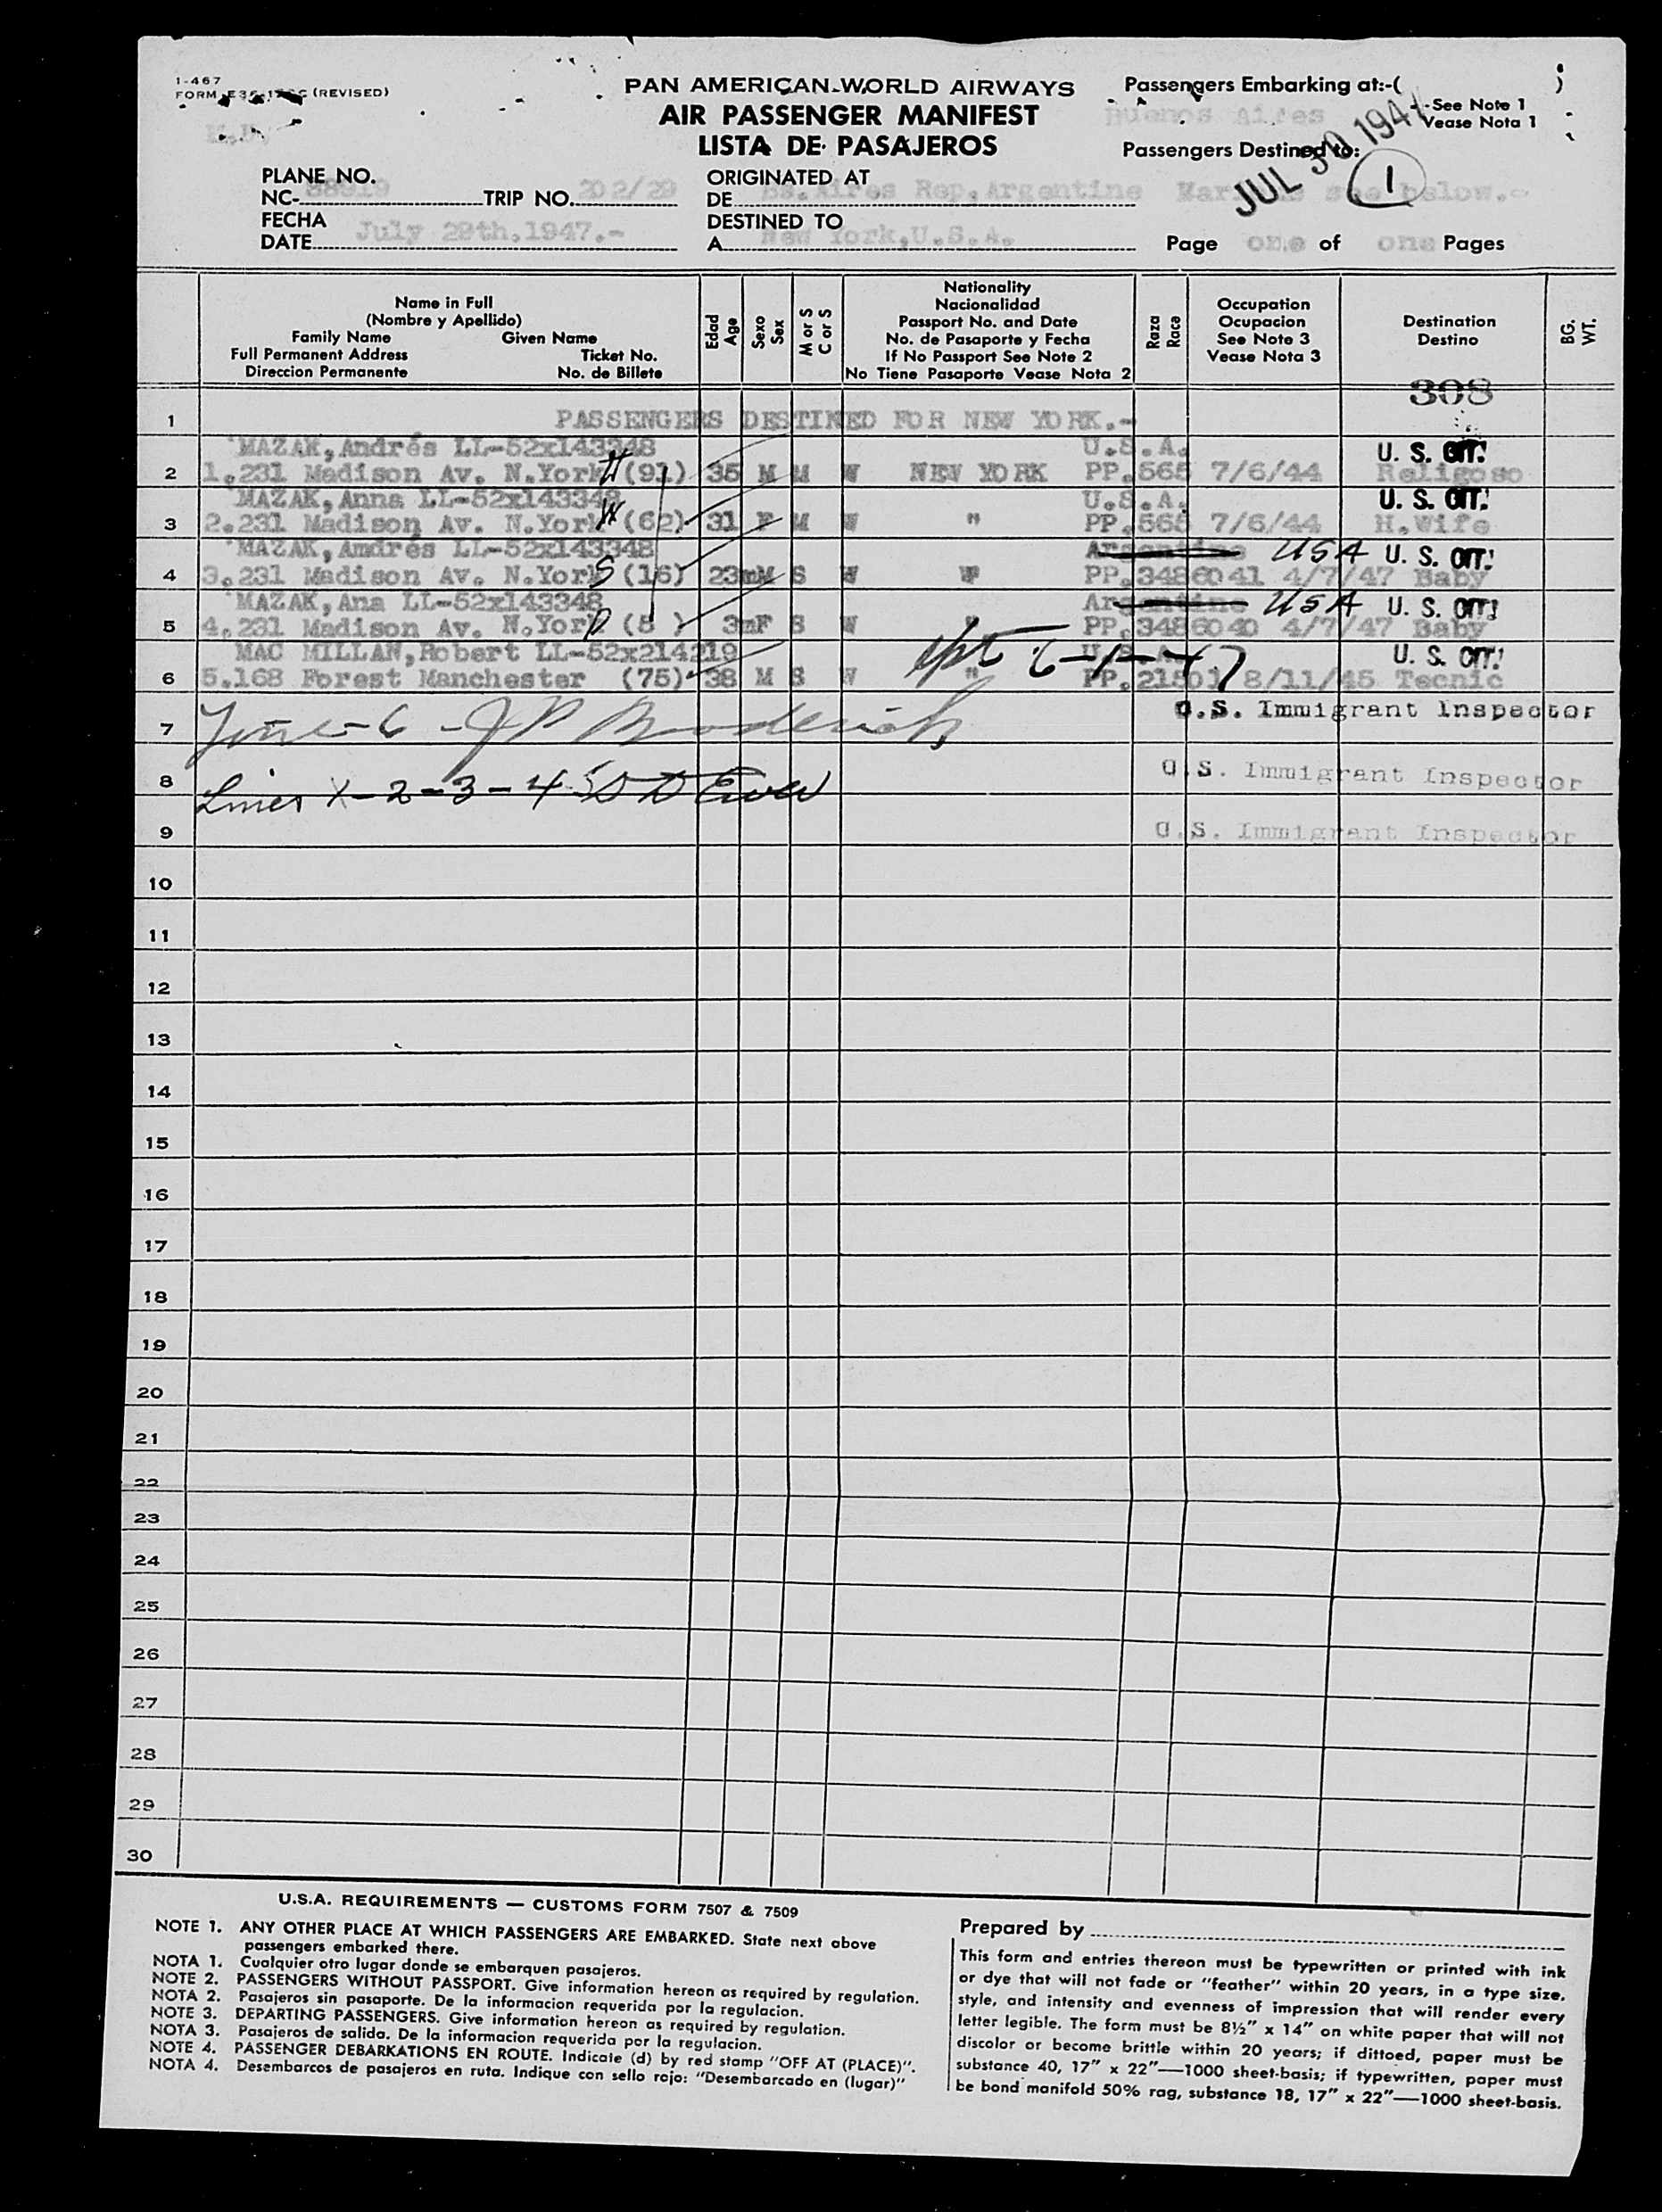 I-467
FORM (REVISED)
PAN AMERICAN WORLD AIRWAYS
AIR PASSENGER MANIFEST
LISTA DE PASAJEROS
Passengers Embarking at:-( )
Buenos Aires
See Note 1
Vease Nota 1
Passengers Destined to:
JUL 30 194
1
PLANE NO.
NC- 88919 TRIP NO. 202/29
ORIGINATED AT
DE Bs.Aires Rep.Argentine
see below.-
FECHA
DATE July 29th.1947.-
DESTINED TO
A New York,U.S.A.
Page one of one Pages
Name in Full
(Nombre y Apellido)
Family Name Given Name
Full Permanent Address Ticket No.
Direccion Permanente No. de Billete
Edad
Age
Sexo
Sex
M or S
C or S
Nationality
Nacionalidad
Passport No. and Date
No. de Pasaporte y Fecha
If No Passport See Note 2
No Tiene Pasaporte Vease Nota 2
Raza
Race
Occupation
Ocupacion
See Note 3
Vease Nota 3
Destination
Destino
BG.
WT.
308
1 PASSENGERS DESTINED FOR NEW YORK.-
MAZAK,Andrés LL-52x143348 U.S.A. U. S. CIT.
2 1.231 Madison Av. N.York H (91) 35 M M W NEW YORK PP.565 7/6/44 Religoso
MAZAK,Anna LL-52x143348 U.S.A. U. S. CIT.
3 2.231 Madison Av. N.York W (62) 31 F M W " PP.565 7/6/44 H.Wife
MAZAK,Andrés LL-52x143348 Argentine USA U. S. CIT.
4 3.231 Madison Av. N.York S (16) 23mM S W " PP.3486041 4/7/47 Baby
MAZAK,Ana LL-52x143348 Argentine USA U. S. CIT.
5 4.231 Madison Av. N.York D (5 ) 3mF S W PP.3486040 4/7/47 Baby
MAC MILLAN,Robert LL-52x214219 U.S.A. U. S. CIT.
6 5.168 Forest Manchester (75) 38 M S W " 6-1-47 8/11/45 Tecnic
7 U.S. Immigrant Inspector
8 Lines 1-2-3-4-5 U.S. Immigrant Inspector
9 U.S. Immigrant Inspector
10
11
12
13
14
15
16
17
18
19
20
21
22
23
24
25
26
27
28
29
30
U.S.A. REQUIREMENTS — CUSTOMS FORM 7507 & 7509
NOTE 1. ANY OTHER PLACE AT WHICH PASSENGERS ARE EMBARKED. State next above
passengers embarked there.
NOTA 1. Cualquier otro lugar donde se embarquen pasajeros.
NOTE 2. PASSENGERS WITHOUT PASSPORT. Give information hereon as required by regulation.
NOTA 2. Pasajeros sin pasaporte. De la informacion requerida por la regulacion.
NOTE 3. DEPARTING PASSENGERS. Give information hereon as required by regulation.
NOTA 3. Pasajeros de salida. De la informacion requerida por la regulacion.
NOTE 4. PASSENGER DEBARKATIONS EN ROUTE. Indicate (d) by red stamp "OFF AT (PLACE)".
NOTA 4. Desembarcos de pasajeros en ruta. Indique con sello rojo: "Desembarcado en (lugar)"
Prepared by
This form and entries thereon must be typewritten or printed with ink
or dye that will not fade or "feather" within 20 years, in a type size,
style, and intensity and evenness of impression that will render every
letter legible. The form must be 8½" x 14" on white paper that will not
discolor or become brittle within 20 years; if dittoed, paper must be
substance 40, 17" x 22"—1000 sheet-basis; if typewritten, paper must
be bond manifold 50% rag, substance 18, 17" x 22"—1000 sheet-basis.